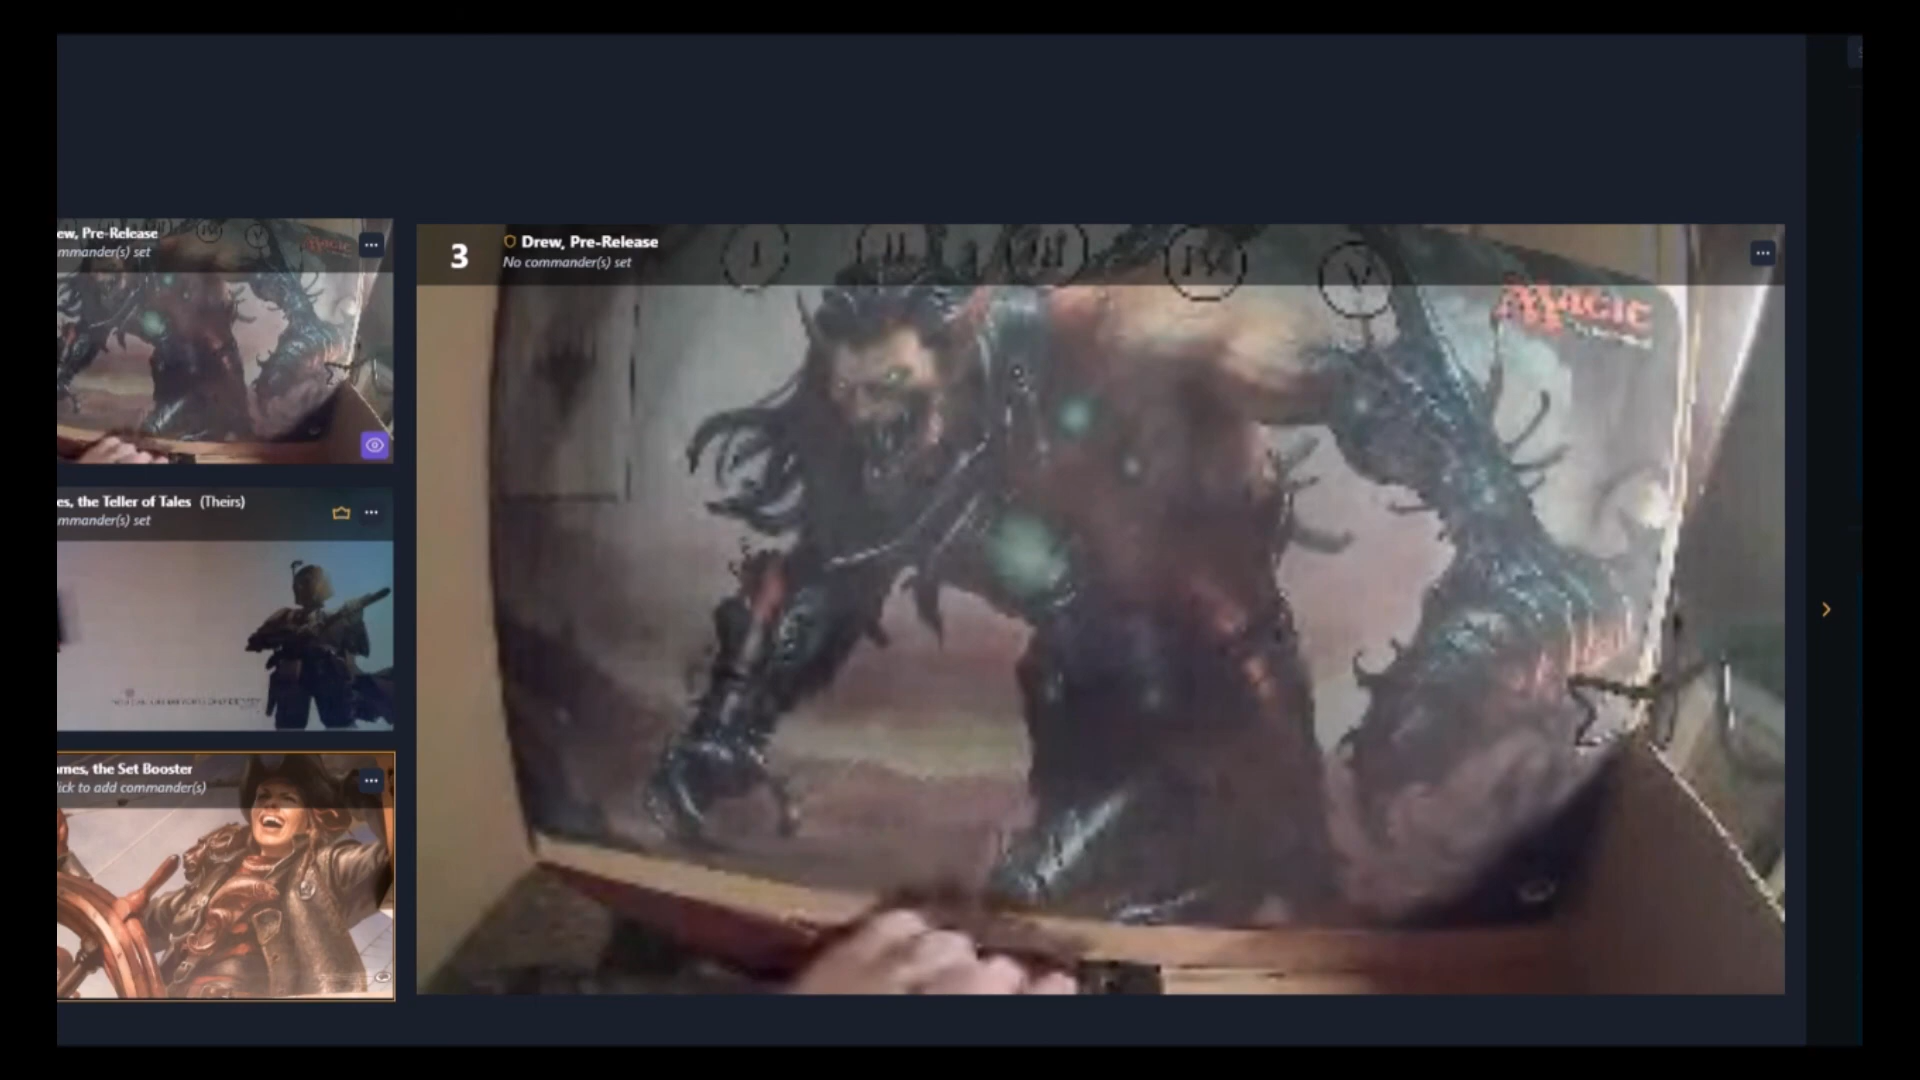 ew, Pre-Release
mmander(s) set
es, the Teller of Tales (Theirs)
mmander(s) set
mes, the Set Booster
lick to add commander(s)
3
Drew, Pre-Release
No commander(s) set
I
II
III
IV
V
MAGIC